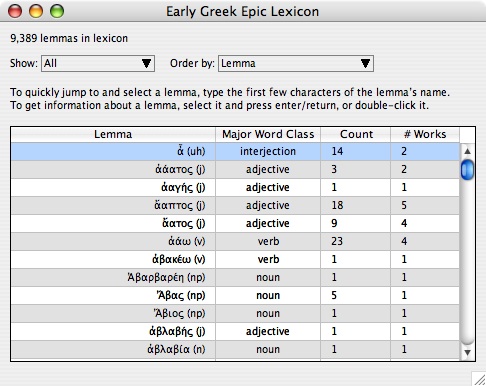 Early Greek Epic Lexicon
9,389 lemmas in lexicon
Show: All Order by: Lemma
To quickly jump to and select a lemma, type the first few characters of the lemma's name.
To get information about a lemma, select it and press enter/return, or double-click it.
Lemma Major Word Class Count # Works
ἆ (uh) interjection 14 2
ἀάατος (j) adjective 3 2
ἀαγής (j) adjective 1 1
ἄαπτος (j) adjective 18 5
ἄατος (j) adjective 9 4
ἀάω (v) verb 23 4
ἀβακέω (v) verb 1 1
Ἀβαρβαρέη (np) noun 1 1
Ἄβας (np) noun 5 1
Ἄβιος (np) noun 1 1
ἀβλαβής (j) adjective 1 1
ἀβλαβία (n) noun 1 1